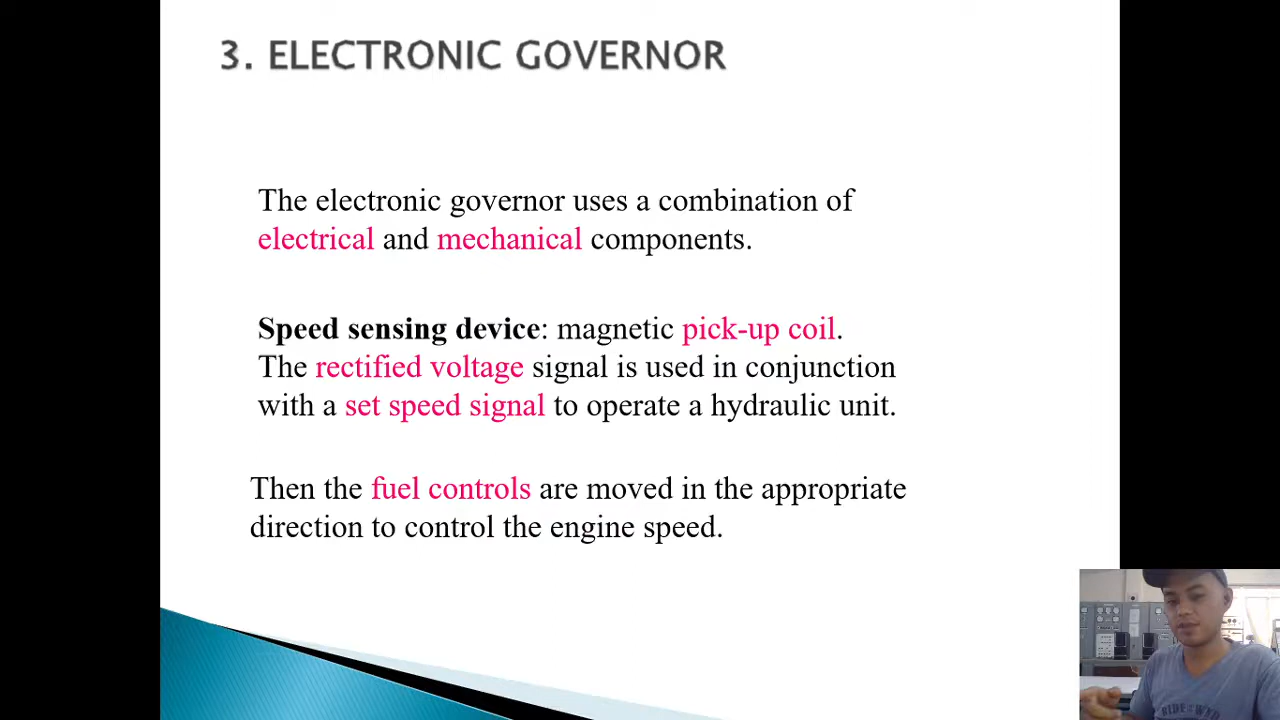 3. ELECTRONIC GOVERNOR
The electronic governor uses a combination of
electrical and mechanical components.
Speed sensing device: magnetic pick-up coil.
The rectified voltage signal is used in conjunction
with a set speed signal to operate a hydraulic unit.
Then the fuel controls are moved in the appropriate
direction to control the engine speed.